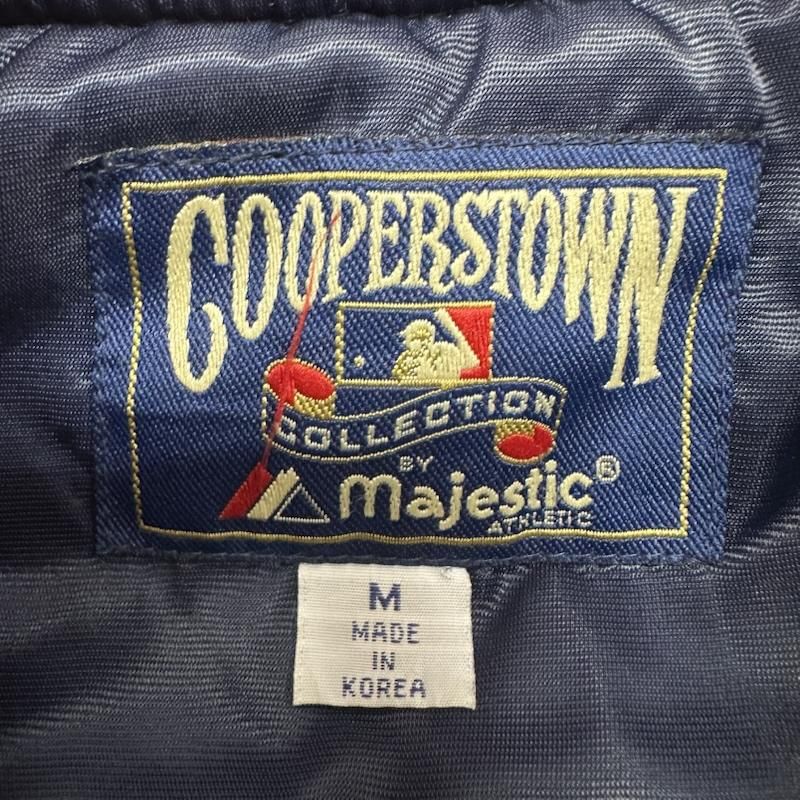 COOPERSTOWN
COLLECTION
BY
Majestic®
ATHLETIC
M
MADE
IN
KOREA